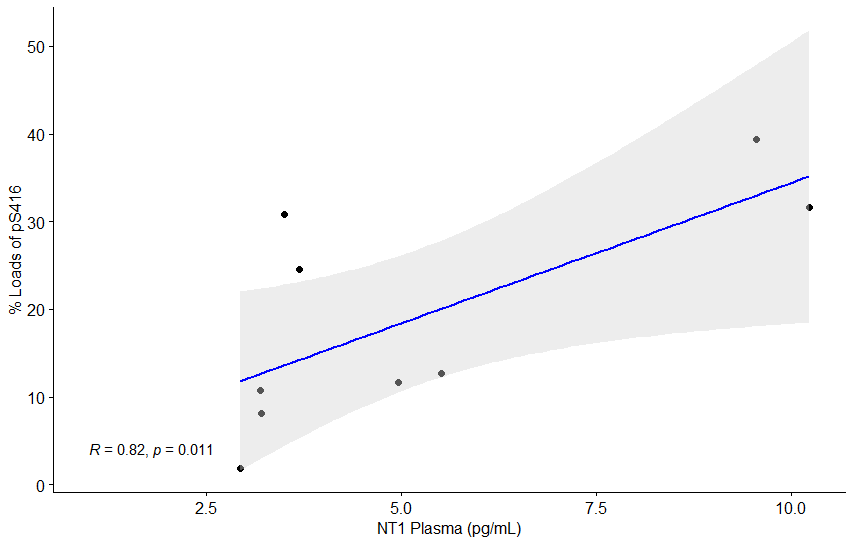 50
40
30
20
10
0
% Loads of pS416
R = 0.82, p = 0.011
2.5 5.0 7.5 10.0
NT1 Plasma (pg/mL)